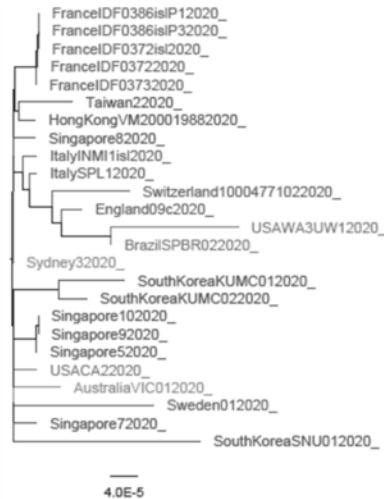 FranceIDF0386islP12020_
FranceIDF0386islP32020_
FranceIDF0372isl2020_
FranceIDF03722020_
FranceIDF03732020_
Taiwan22020_
HongKongVM200019882020_
Singapore82020_
ItalyINMI1isl2020_
ItalySPL12020_
Switzerland10004771022020_
England09c2020_
USAWA3UW12020_
BrazilSPBR022020_
Sydney32020_
SouthKoreaKUMC012020_
SouthKoreaKUMC022020_
Singapore102020_
Singapore92020_
Singapore52020_
USACA22020_
AustraliaVIC012020_
Sweden012020_
Singapore72020_
SouthKoreaSNU012020_
4.0E-5